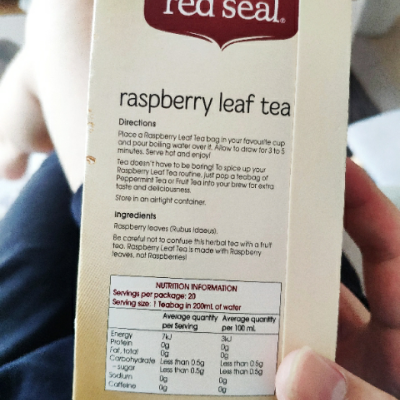 red seal®
raspberry leaf tea
Directions
Place a Raspberry Leaf Tea bag in your favourite cup
and pour boiling water over it. Allow to draw for 3 to 5
minutes. Serve hot and enjoy!
Tea doesn't have to be boring! To spice up your
Raspberry Leaf Tea routine, just pop a teabag of
Peppermint Tea or Fruit Tea into your brew for extra
taste and deliciousness.
Store in an airtight container.
Ingredients
Raspberry leaves (Rubus idaeus).
Be careful not to confuse this herbal tea with a fruit
tea. Raspberry Leaf Tea is made with Raspberry
leaves, not Raspberries!
NUTRITION INFORMATION
Servings per package: 20
Serving size: 1 Teabag in 200mL of water
Average quantity Average quantity
per Serving per 100 mL
Energy 7kJ 3kJ
Protein 0g 0g
Fat, total 0g 0g
Carbohydrate Less than 0.5g Less than 0.5g
- sugar Less than 0.5g Less than 0.5g
Sodium 0g 0g
Caffeine 0g 0g